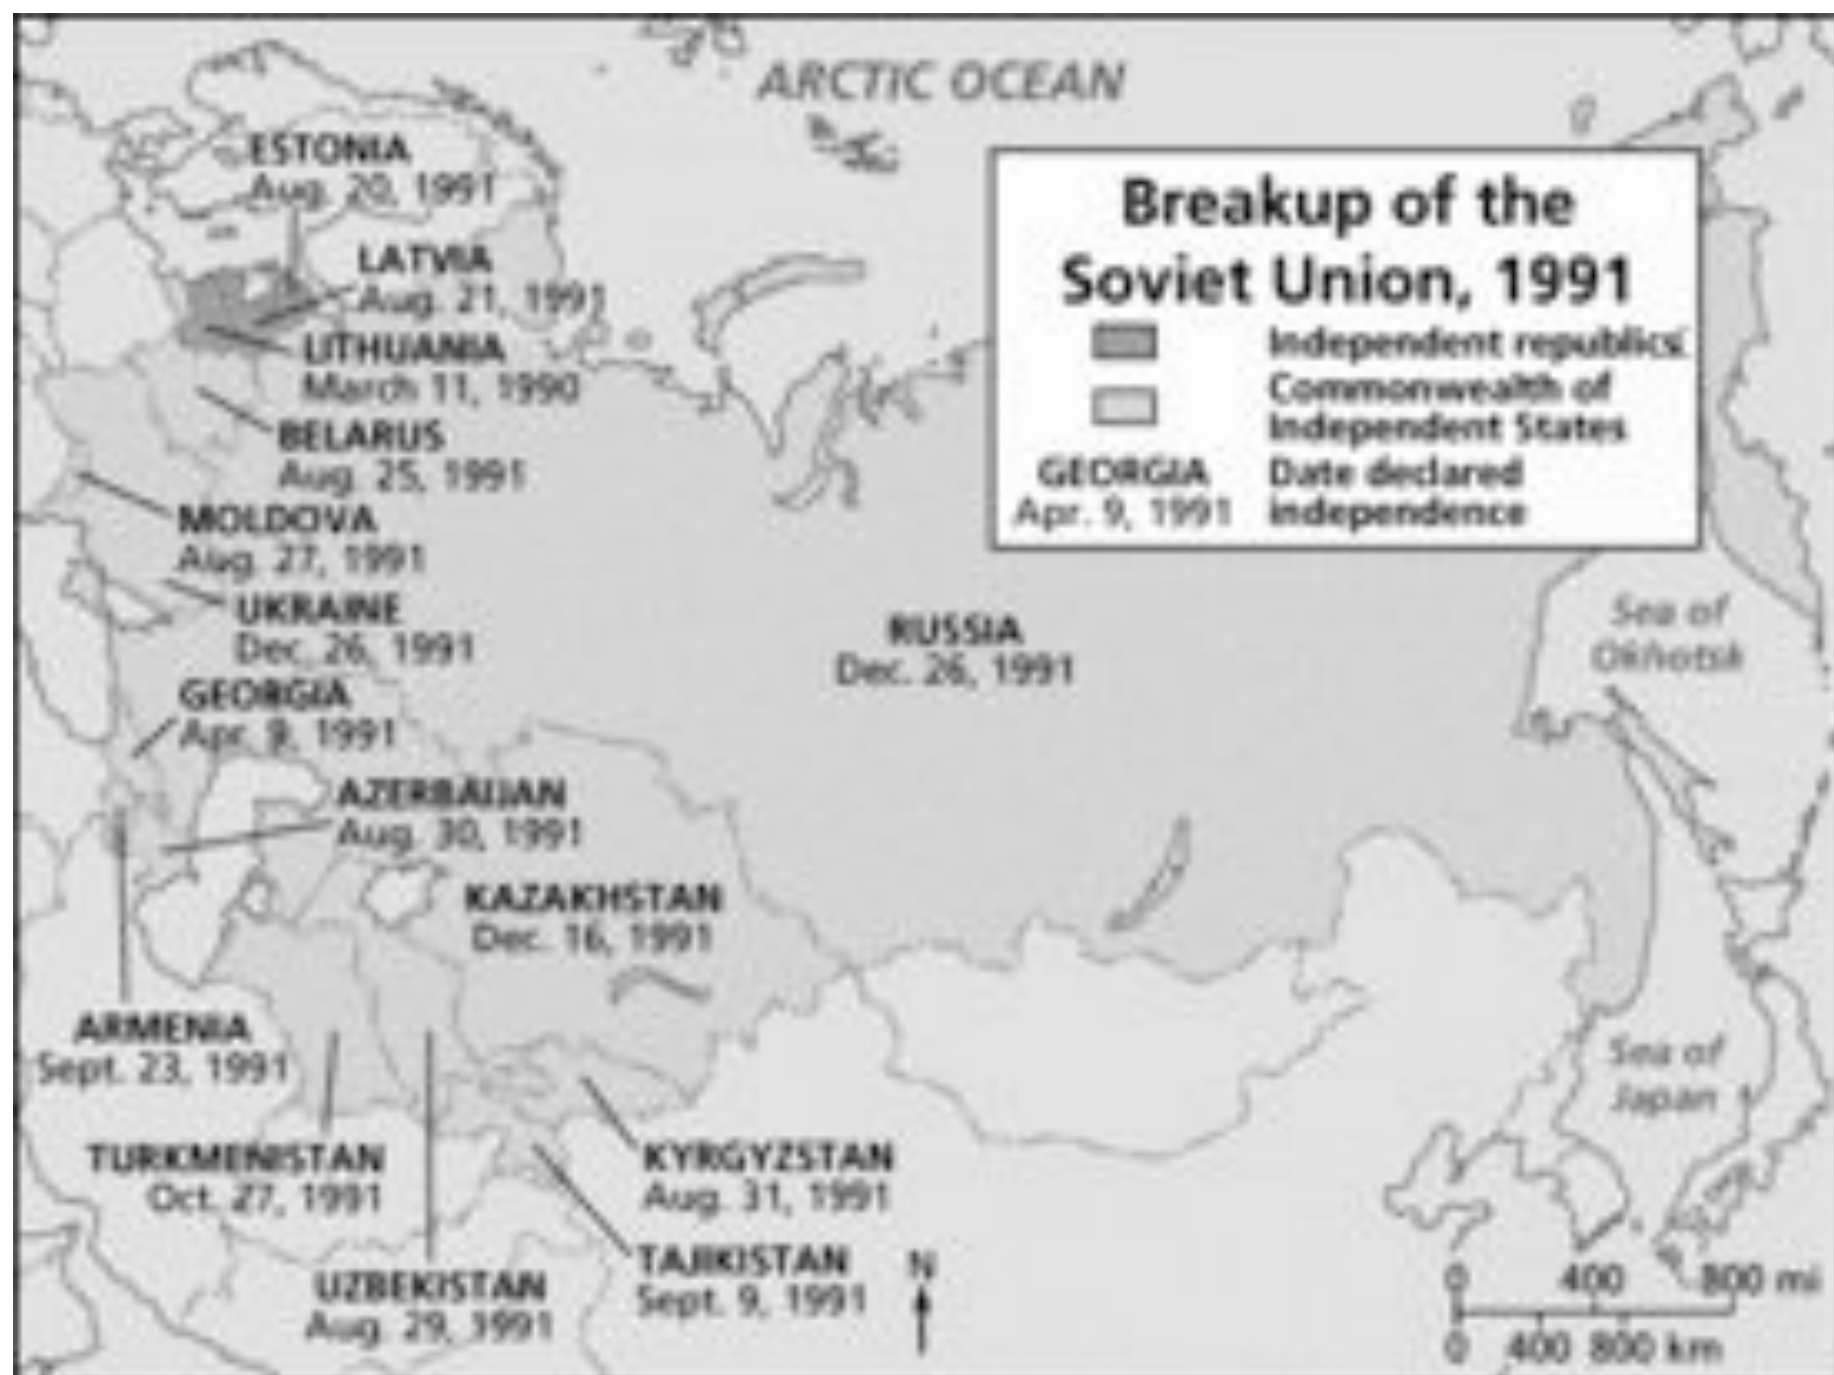 ARCTIC OCEAN
ESTONIA
Aug. 20, 1991
LATVIA
Aug. 21, 1991
LITHUANIA
March 11, 1990
BELARUS
Aug. 25, 1991
MOLDOVA
Aug. 27, 1991
UKRAINE
Dec. 26, 1991
GEORGIA
Apr. 9, 1991
AZERBAIJAN
Aug. 30, 1991
KAZAKHSTAN
Dec. 16, 1991
ARMENIA
Sept. 23, 1991
TURKMENISTAN
Oct. 27, 1991
UZBEKISTAN
Aug. 29, 1991
KYRGYZSTAN
Aug. 31, 1991
TAJIKISTAN
Sept. 9, 1991
RUSSIA
Dec. 26, 1991
Breakup of the
Soviet Union, 1991
Independent republics
Commonwealth of
Independent States
GEORGIA Date declared
Apr. 9, 1991 independence
Sea of
Okhotsk
Sea of
Japan
N
0 400 800 mi
0 400 800 km